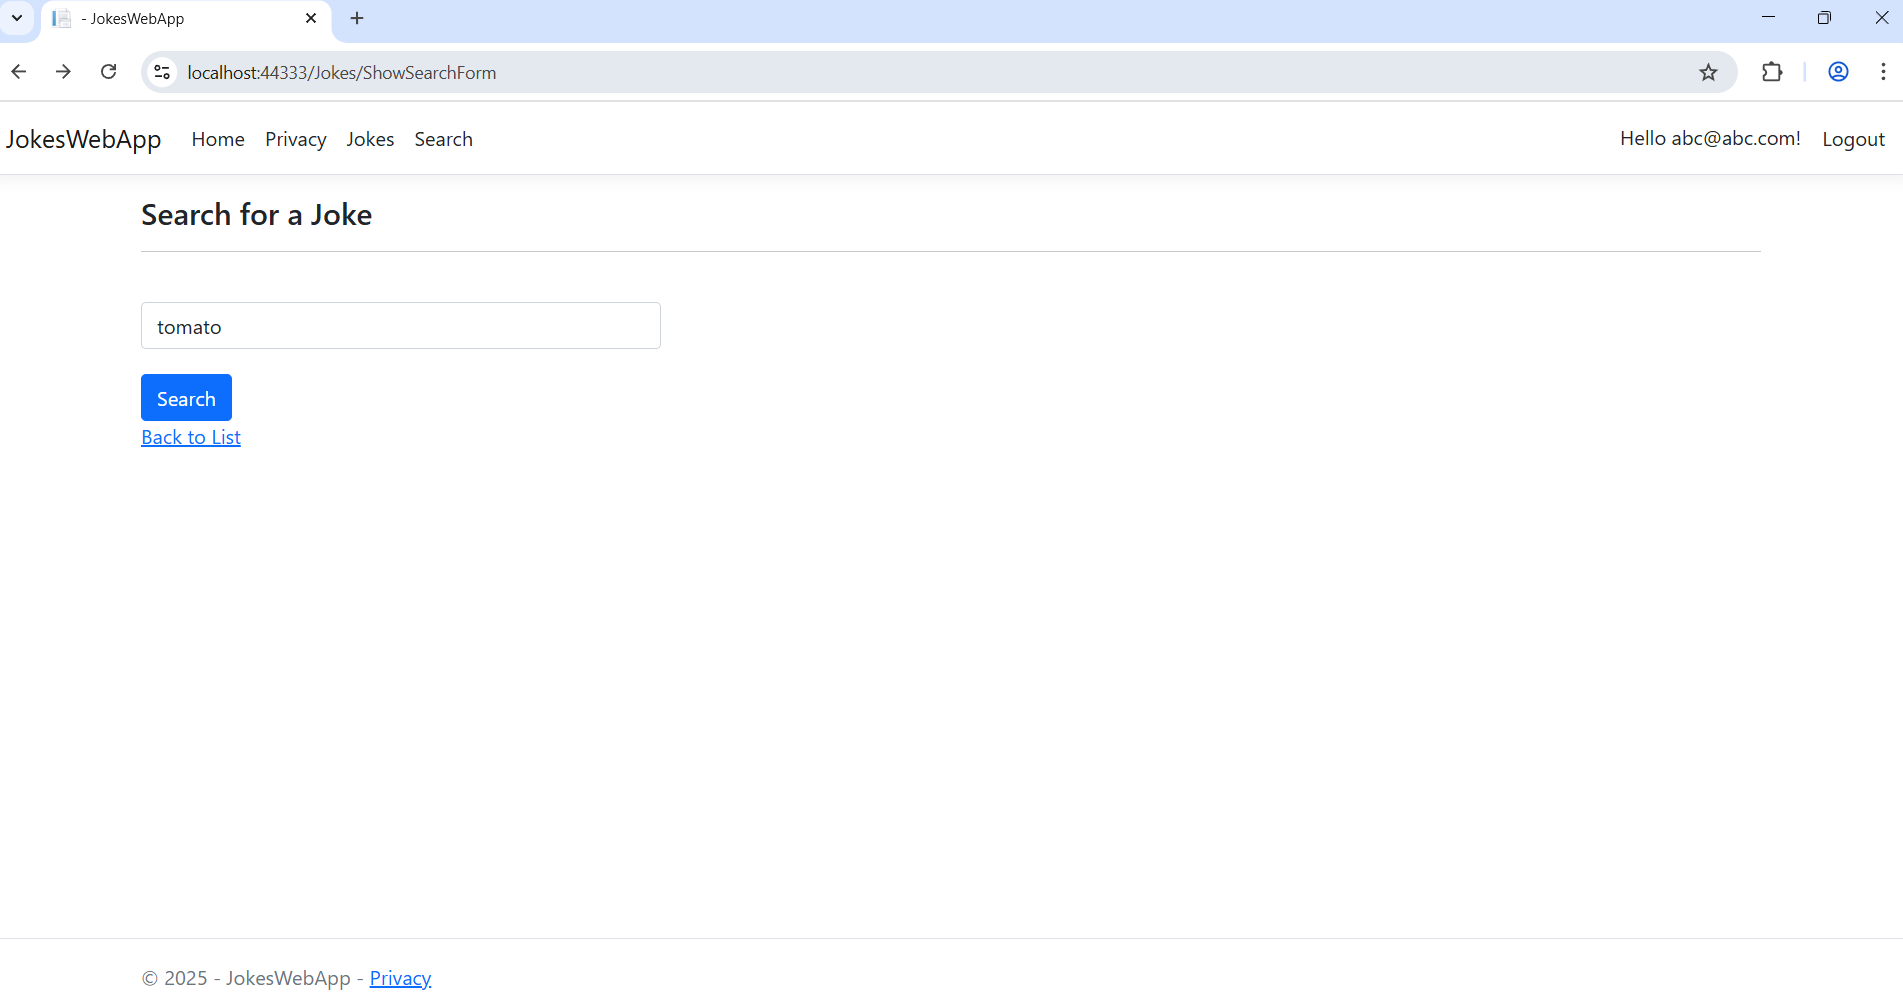 - JokesWebApp
localhost:44333/Jokes/ShowSearchForm
JokesWebApp Home Privacy Jokes Search Hello abc@abc.com! Logout
Search for a Joke
tomato
Search
Back to List
© 2025 - JokesWebApp - Privacy